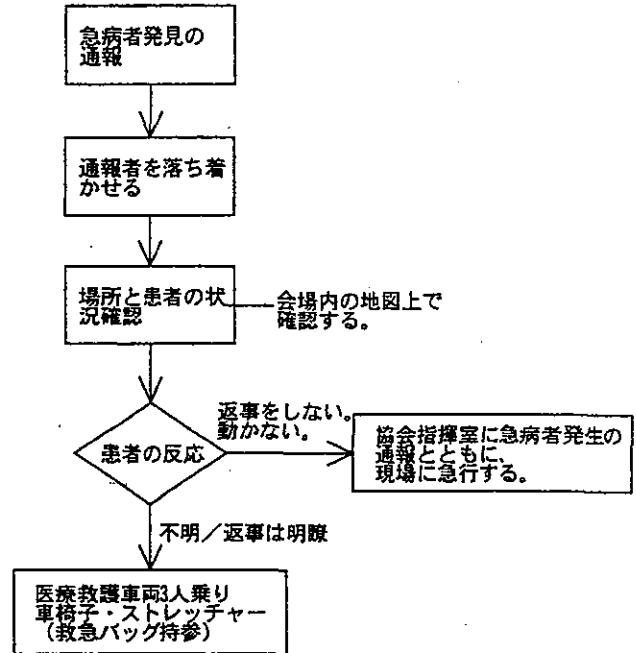 急病者発見の
通報
通報者を落ち着
かせる
場所と患者の状
況確認
会場内の地図上で
確認する。
患者の反応
返事をしない。
動かない。
協会指揮室に急病者発生の
通報とともに、
現場に急行する。
不明／返事は明瞭
医療救護車両3人乗り
車椅子・ストレッチャー
（救急バッグ持参）